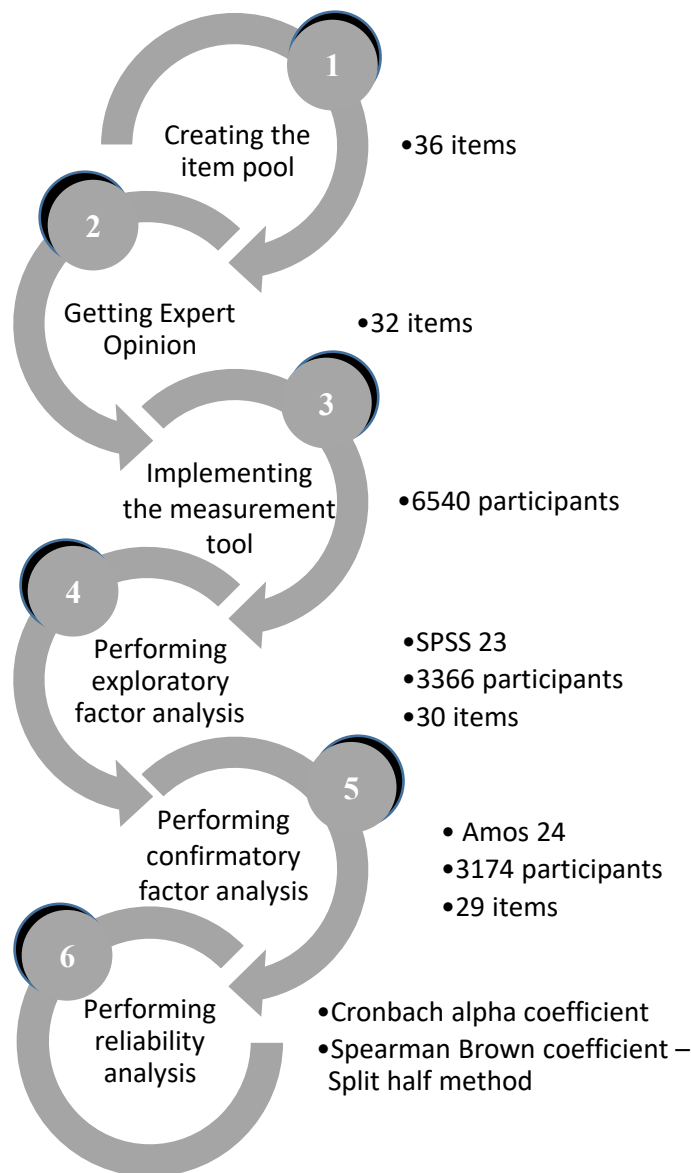 1
Creating the
item pool
•36 items
2
Getting Expert
Opinion
•32 items
3
Implementing
the measurement
tool
•6540 participants
4
Performing
exploratory
factor analysis
•SPSS 23
•3366 participants
•30 items
5
Performing
confirmatory
factor analysis
• Amos 24
•3174 participants
•29 items
6
Performing
reliability
analysis
•Cronbach alpha coefficient
•Spearman Brown coefficient –
Split half method